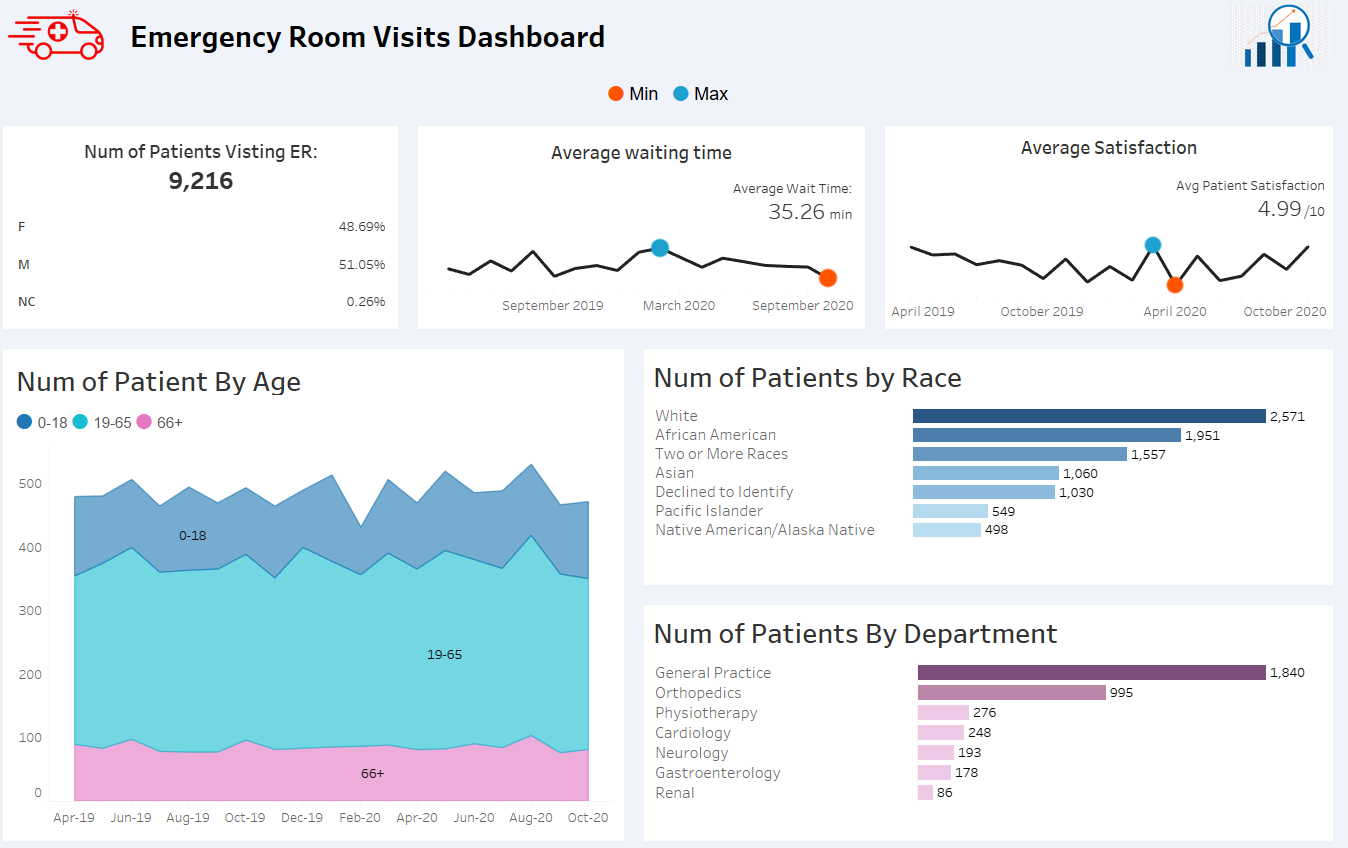 Emergency Room Visits Dashboard
Min Max
Num of Patients Visting ER:
9,216
F 48.69%
M 51.05%
NC 0.26%
Average waiting time
Average Wait Time:
35.26 min
September 2019 March 2020 September 2020
Average Satisfaction
Avg Patient Satisfaction
4.99 /10
April 2019 October 2019 April 2020 October 2020
Num of Patient By Age
0-18 19-65 66+
500
400
300
200
100
0
0-18
19-65
66+
Apr-19 Jun-19 Aug-19 Oct-19 Dec-19 Feb-20 Apr-20 Jun-20 Aug-20 Oct-20
Num of Patients by Race
White 2,571
African American 1,951
Two or More Races 1,557
Asian 1,060
Declined to Identify 1,030
Pacific Islander 549
Native American/Alaska Native 498
Num of Patients By Department
General Practice 1,840
Orthopedics 995
Physiotherapy 276
Cardiology 248
Neurology 193
Gastroenterology 178
Renal 86